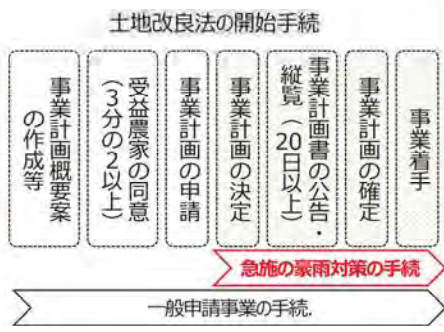 土地改良法の開始手続
事業計画概要案
の作成等
受益農家の同意
(3分の2以上)
事業計画の申請
事業計画の決定
事業計画書の公告・
縦覧(20日以上)
事業計画の確定
事業着手
急施の豪雨対策の手続
一般申請事業の手続.